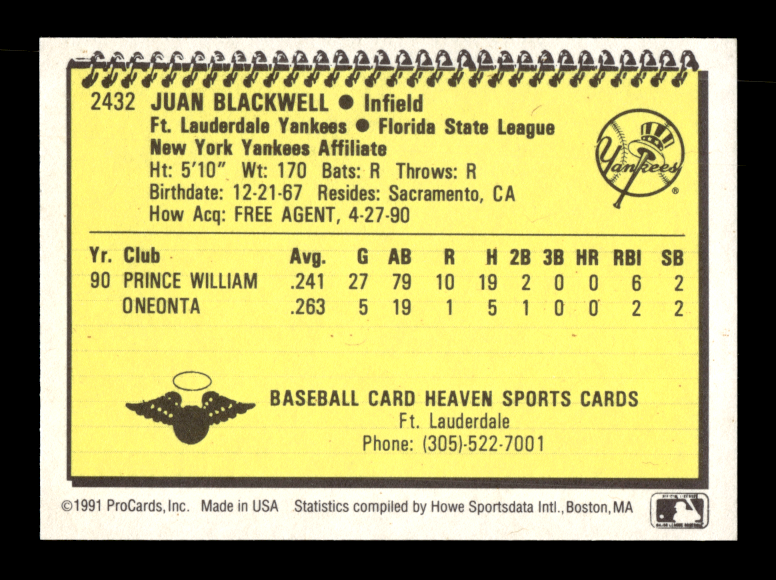 2432 JUAN BLACKWELL ● Infield
Ft. Lauderdale Yankees ● Florida State League
New York Yankees Affiliate
Yankees ®
Ht: 5'10" Wt: 170 Bats: R Throws: R
Birthdate: 12-21-67 Resides: Sacramento, CA
How Acq: FREE AGENT, 4-27-90
Yr. Club Avg. G AB R H 2B 3B HR RBI SB
90 PRINCE WILLIAM .241 27 79 10 19 2 0 0 6 2
ONEONTA .263 5 19 1 5 1 0 0 2 2
BASEBALL CARD HEAVEN SPORTS CARDS
Ft. Lauderdale
Phone: (305)-522-7001
©1991 ProCards, Inc. Made in USA Statistics compiled by Howe Sportsdata Intl., Boston, MA